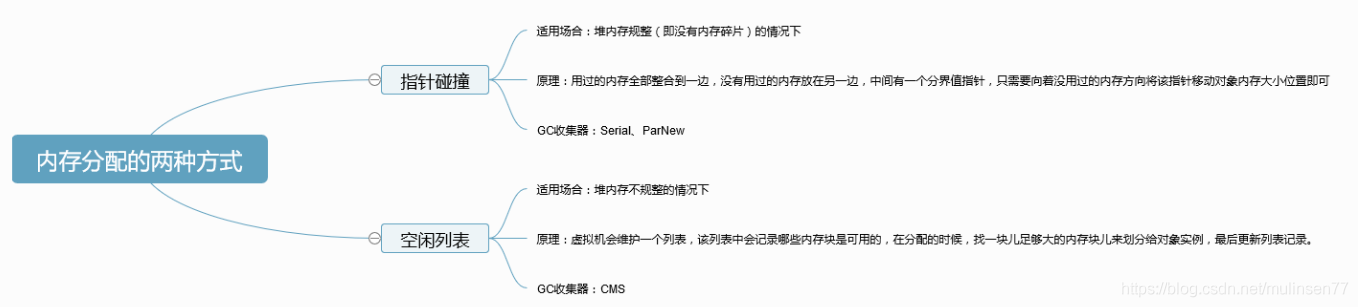 内存分配的两种方式
指针碰撞
适用场合：堆内存规整（即没有内存碎片）的情况下
原理：用过的内存全部整合到一边，没有用过的内存放在另一边，中间有一个分界值指针，只需要向着没用过的内存方向将该指针移动对象内存大小位置即可
GC收集器：Serial、ParNew
空闲列表
适用场合：堆内存不规整的情况下
原理：虚拟机会维护一个列表，该列表中会记录哪些内存块是可用的，在分配的时候，找一块儿足够大的内存块儿来划分给对象实例，最后更新列表记录。
GC收集器：CMS
https://blog.csdn.net/mulinsen77